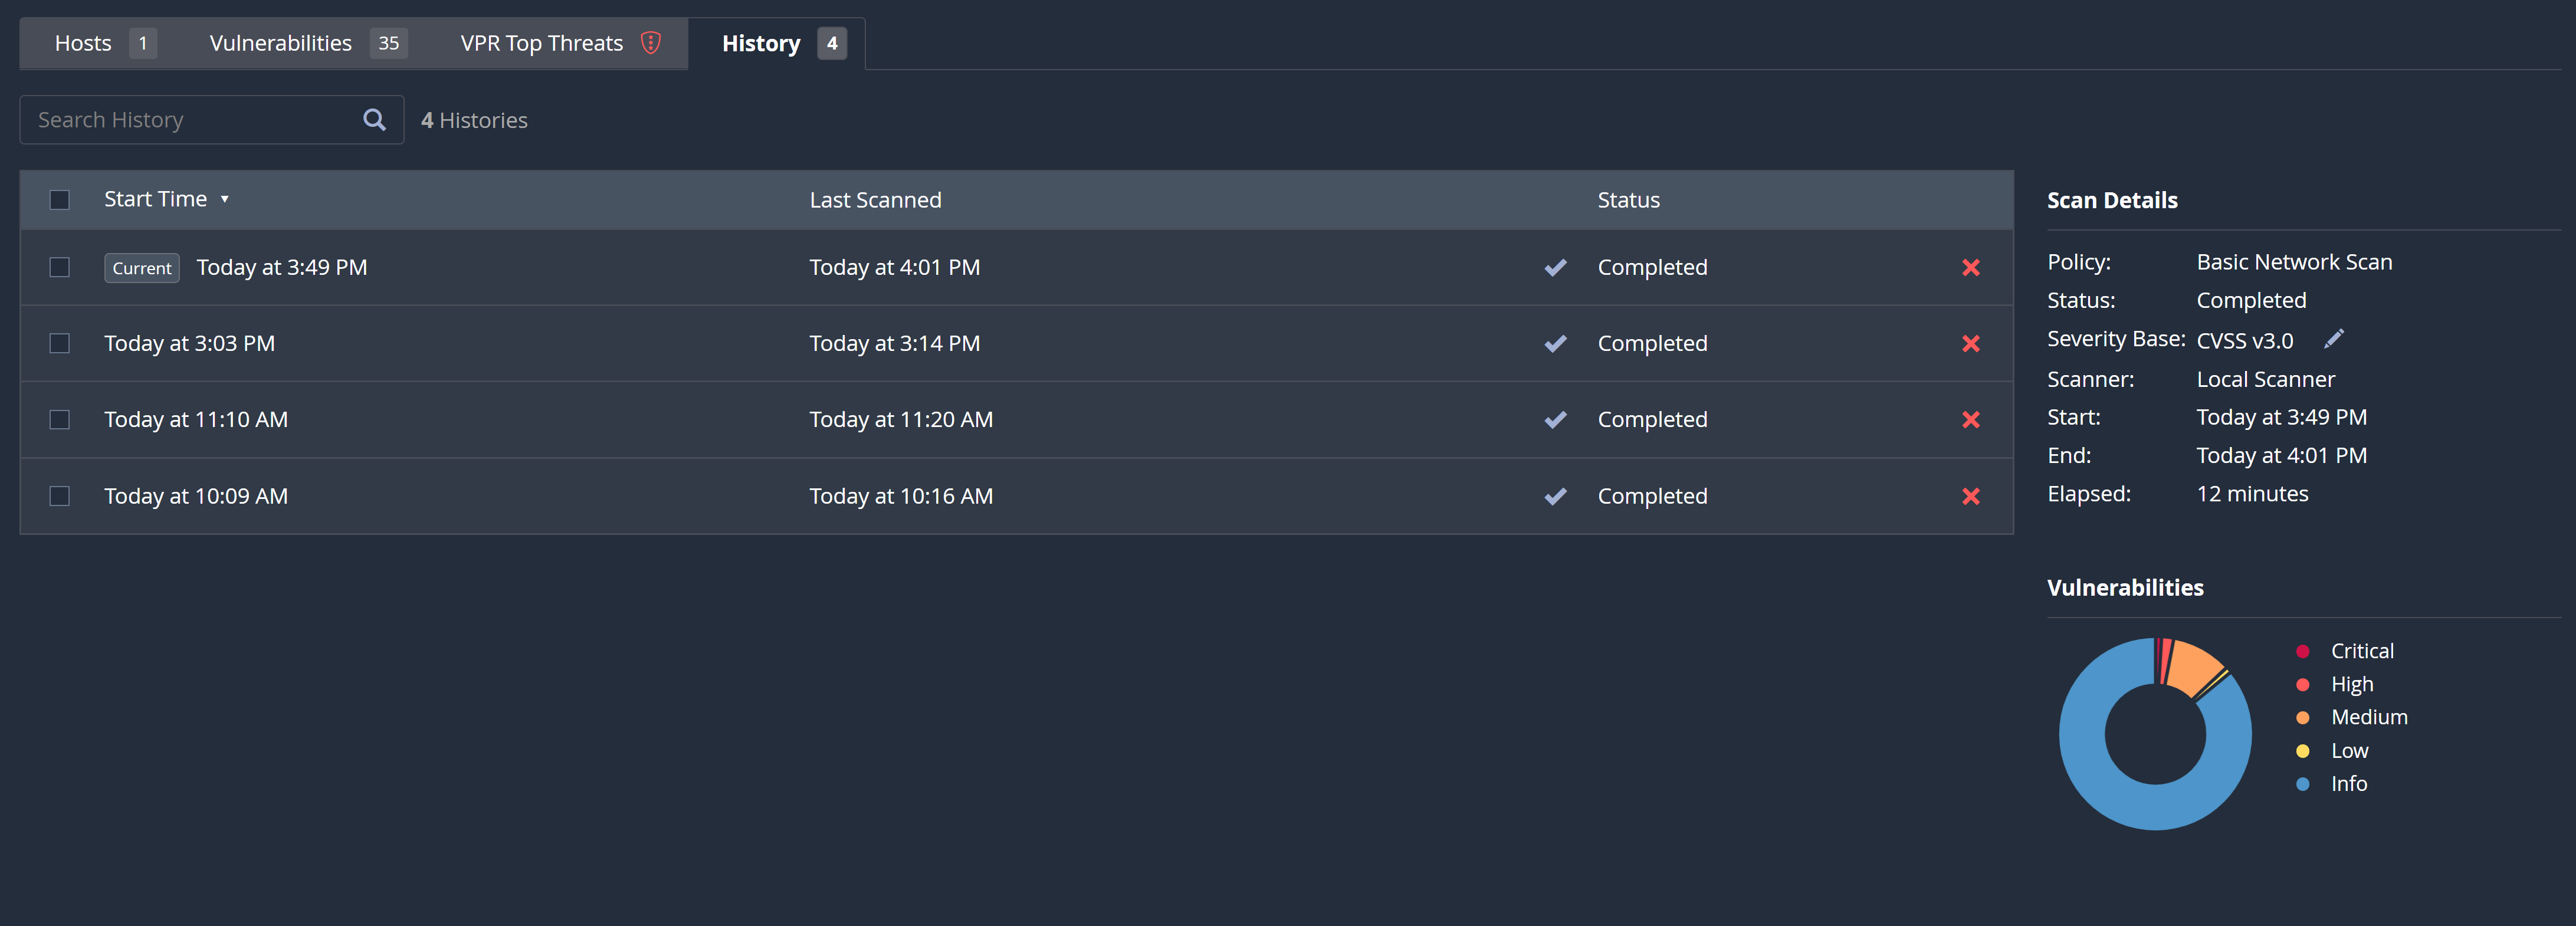 Hosts 1 Vulnerabilities 35 VPR Top Threats History 4
Search History 4 Histories
Start Time Last Scanned Status
Current Today at 3:49 PM Today at 4:01 PM Completed
Today at 3:03 PM Today at 3:14 PM Completed
Today at 11:10 AM Today at 11:20 AM Completed
Today at 10:09 AM Today at 10:16 AM Completed
Scan Details
Policy: Basic Network Scan
Status: Completed
Severity Base: CVSS v3.0
Scanner: Local Scanner
Start: Today at 3:49 PM
End: Today at 4:01 PM
Elapsed: 12 minutes
Vulnerabilities
Critical
High
Medium
Low
Info